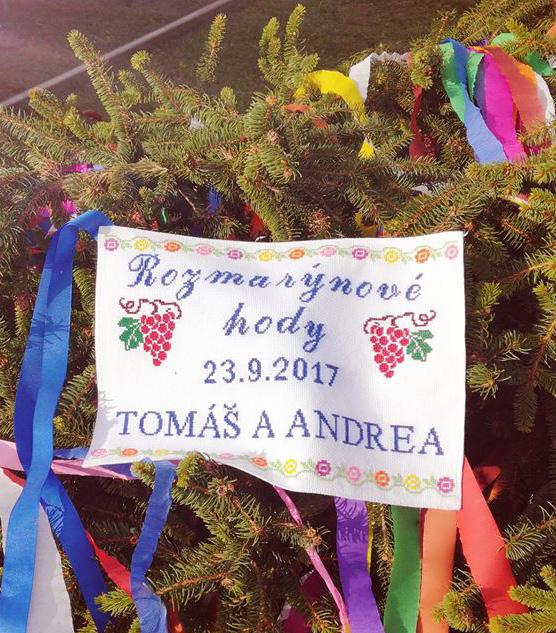 Rozmarýnové
hody
23.9.2017
TOMÁŠ A ANDREA